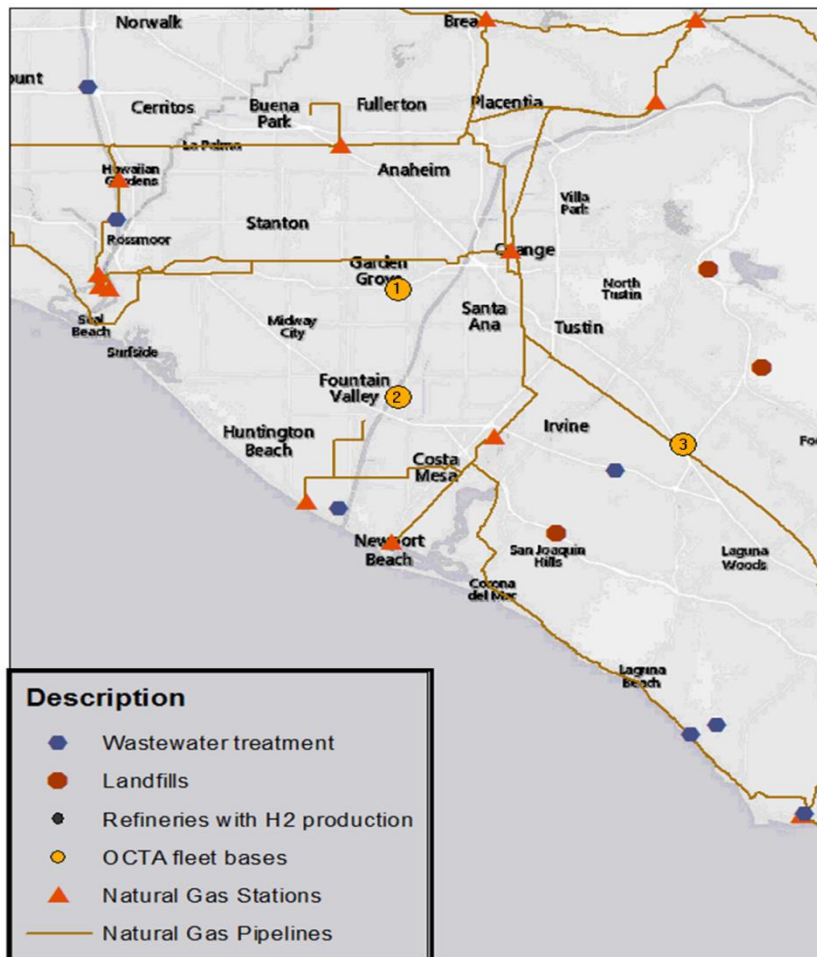 Norwalk
Brea
ount
Cerritos
Buena
Park
Fullerton
Placentia
La Palma
Hawaiian
Gardens
Anaheim
Villa
Park
Stanton
Rossmoor
Orange
Garden
Grove
1
North
Tustin
Seal
Beach
Midway
City
Santa
Ana
Tustin
Surfside
Fountain
Valley
2
Huntington
Beach
Irvine
3
Foo
Costa
Mesa
Newport
Beach
San Joaquin
Hills
Laguna
Woods
Corona
del Mar
Laguna
Beach
Description
Wastewater treatment
Landfills
Refineries with H2 production
OCTA fleet bases
Natural Gas Stations
Natural Gas Pipelines